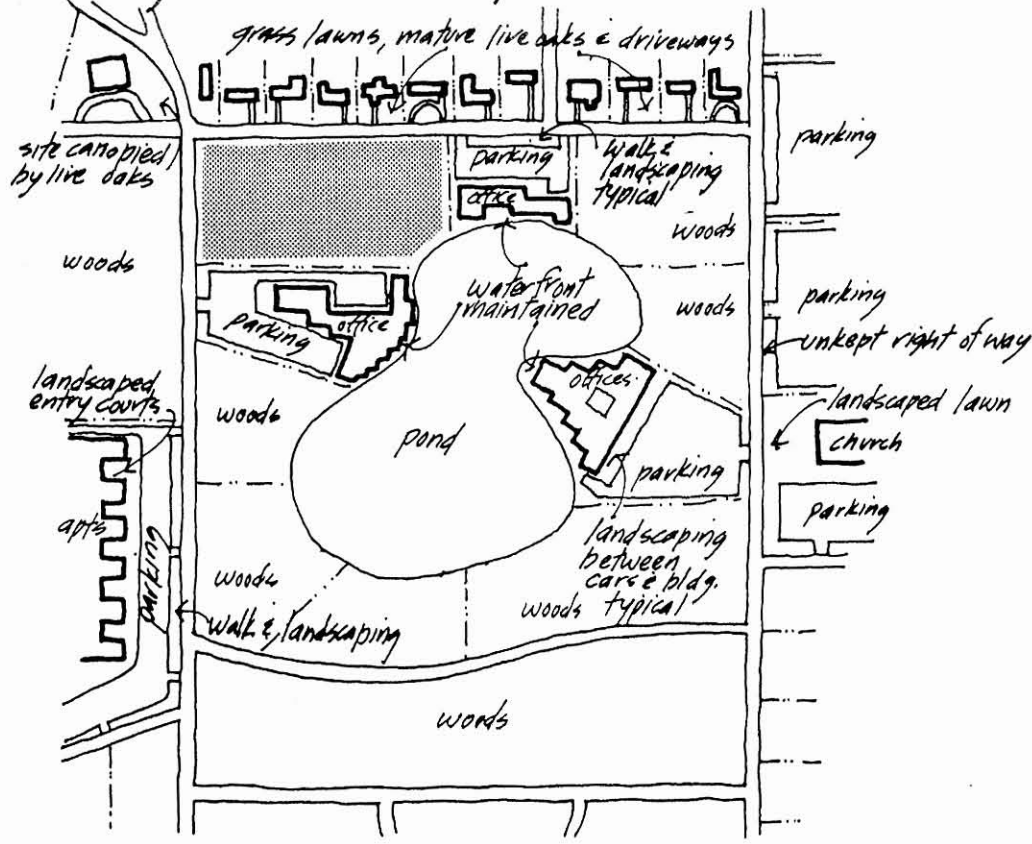 grass lawns, mature live oaks & driveways
site canopied
by live oaks
parking
walk &
landscaping
typical
parking
office
woods
woods
waterfront
maintained
woods
parking
office
parking
unkept right of way
landscaped
entry courts
woods
offices
landscaped lawn
pond
church
parking
parking
apts
parking
landscaping
between
cars & bldg.
typical
woods
woods
walk & landscaping
woods